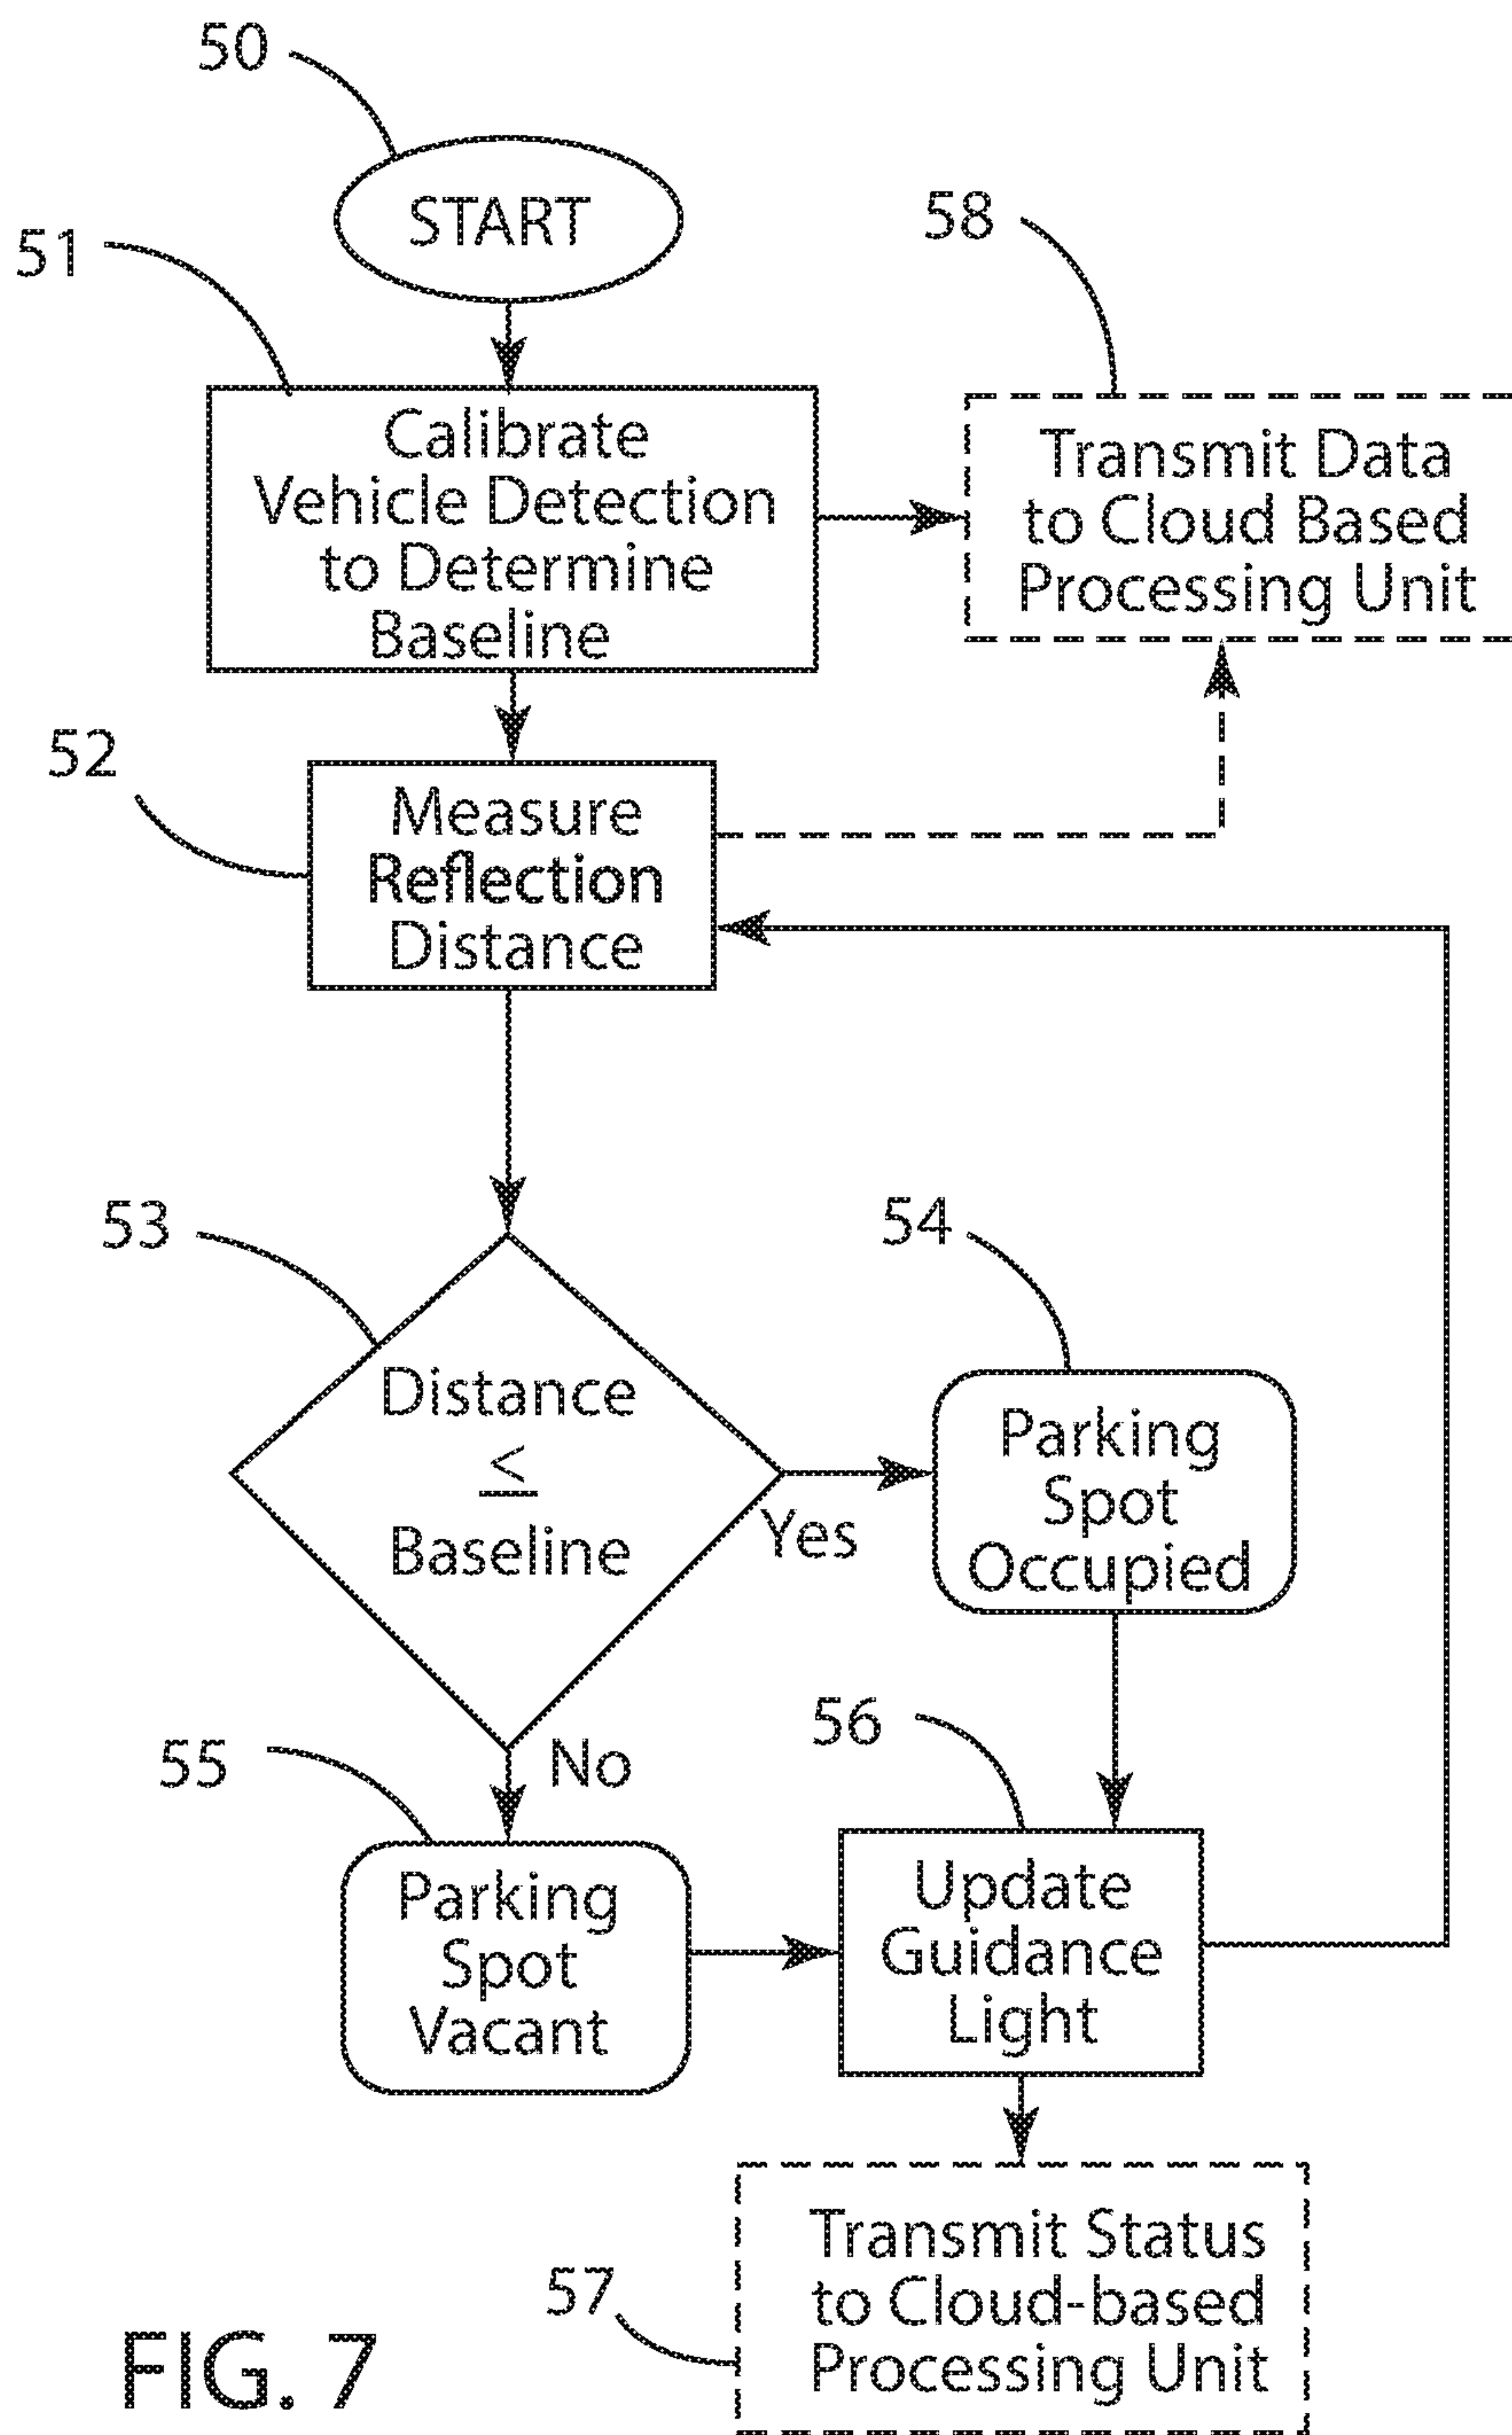 50
START
51
58
Calibrate
Vehicle Detection
to Determine
Baseline
Transmit Data
to Cloud Based
Processing Unit
52
Measure
Reflection
Distance
53
54
Distance
≤
Baseline
Yes
Parking
Spot
Occupied
55
No
56
Parking
Spot
Vacant
Update
Guidance
Light
57
Transmit Status
to Cloud-based
Processing Unit
FIG. 7